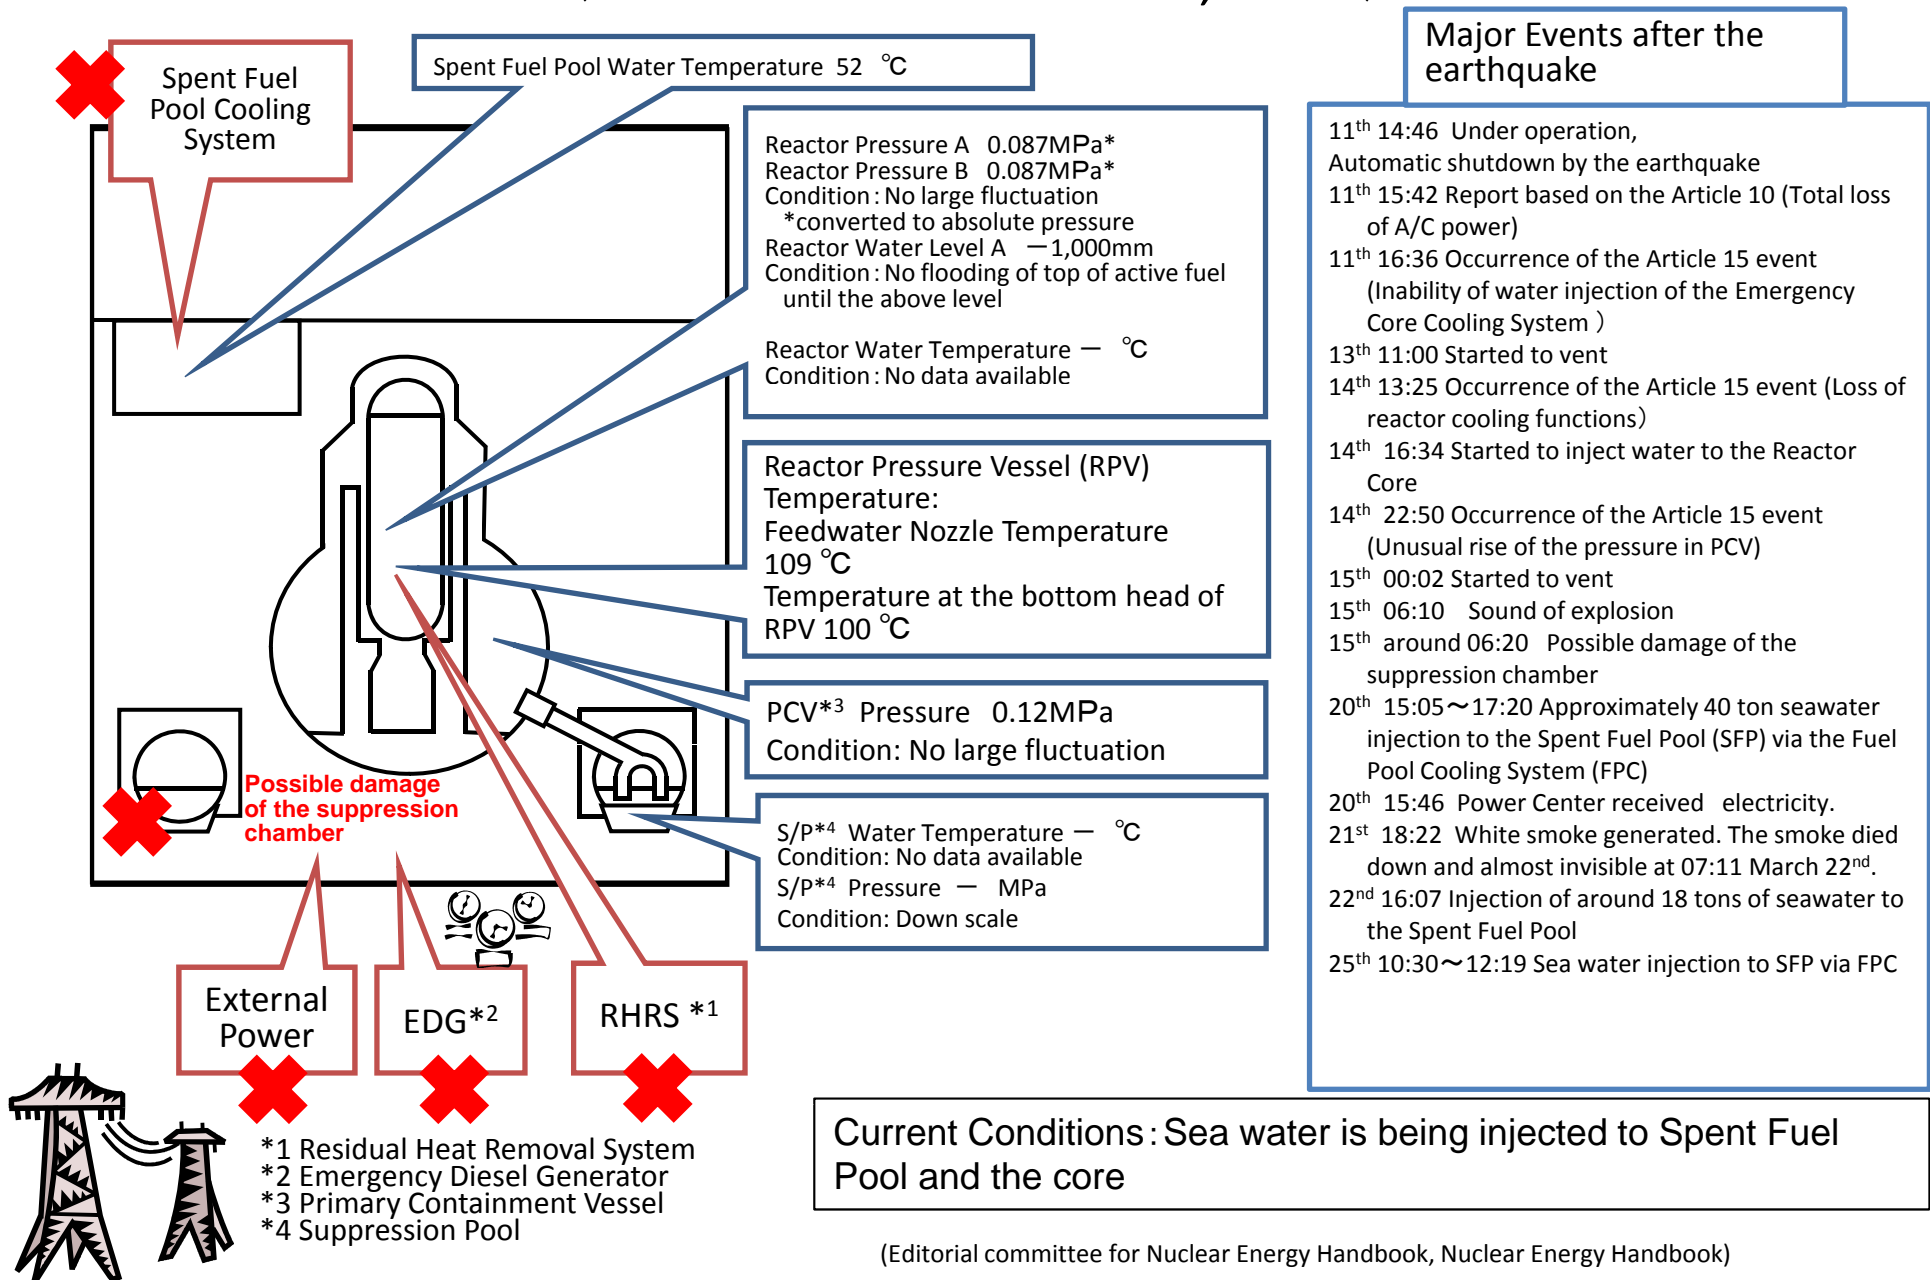 Spent Fuel
Pool Cooling
System
Spent Fuel Pool Water Temperature 52 ℃
Reactor Pressure A 0.087MPa*
Reactor Pressure B 0.087MPa*
Condition：No large fluctuation
*converted to absolute pressure
Reactor Water Level A －1,000mm
Condition：No flooding of top of active fuel
until the above level
Reactor Water Temperature － ℃
Condition：No data available
Reactor Pressure Vessel (RPV)
Temperature:
Feedwater Nozzle Temperature
109 ℃
Temperature at the bottom head of
RPV 100 ℃
PCV*3 Pressure 0.12MPa
Condition: No large fluctuation
S/P*4 Water Temperature － ℃
Condition: No data available
S/P*4 Pressure － MPa
Condition: Down scale
Possible damage
of the suppression
chamber
External
Power
EDG*2
RHRS *1
*1 Residual Heat Removal System
*2 Emergency Diesel Generator
*3 Primary Containment Vessel
*4 Suppression Pool
Major Events after the
earthquake
11th 14:46 Under operation,
Automatic shutdown by the earthquake
11th 15:42 Report based on the Article 10 (Total loss
of A/C power)
11th 16:36 Occurrence of the Article 15 event
(Inability of water injection of the Emergency
Core Cooling System ）
13th 11:00 Started to vent
14th 13:25 Occurrence of the Article 15 event (Loss of
reactor cooling functions）
14th 16:34 Started to inject water to the Reactor
Core
14th 22:50 Occurrence of the Article 15 event
(Unusual rise of the pressure in PCV)
15th 00:02 Started to vent
15th 06:10 Sound of explosion
15th around 06:20 Possible damage of the
suppression chamber
20th 15:05～17:20 Approximately 40 ton seawater
injection to the Spent Fuel Pool (SFP) via the Fuel
Pool Cooling System (FPC)
20th 15:46 Power Center received electricity.
21st 18:22 White smoke generated. The smoke died
down and almost invisible at 07:11 March 22nd.
22nd 16:07 Injection of around 18 tons of seawater to
the Spent Fuel Pool
25th 10:30～12:19 Sea water injection to SFP via FPC
Current Conditions：Sea water is being injected to Spent Fuel
Pool and the core
(Editorial committee for Nuclear Energy Handbook, Nuclear Energy Handbook)